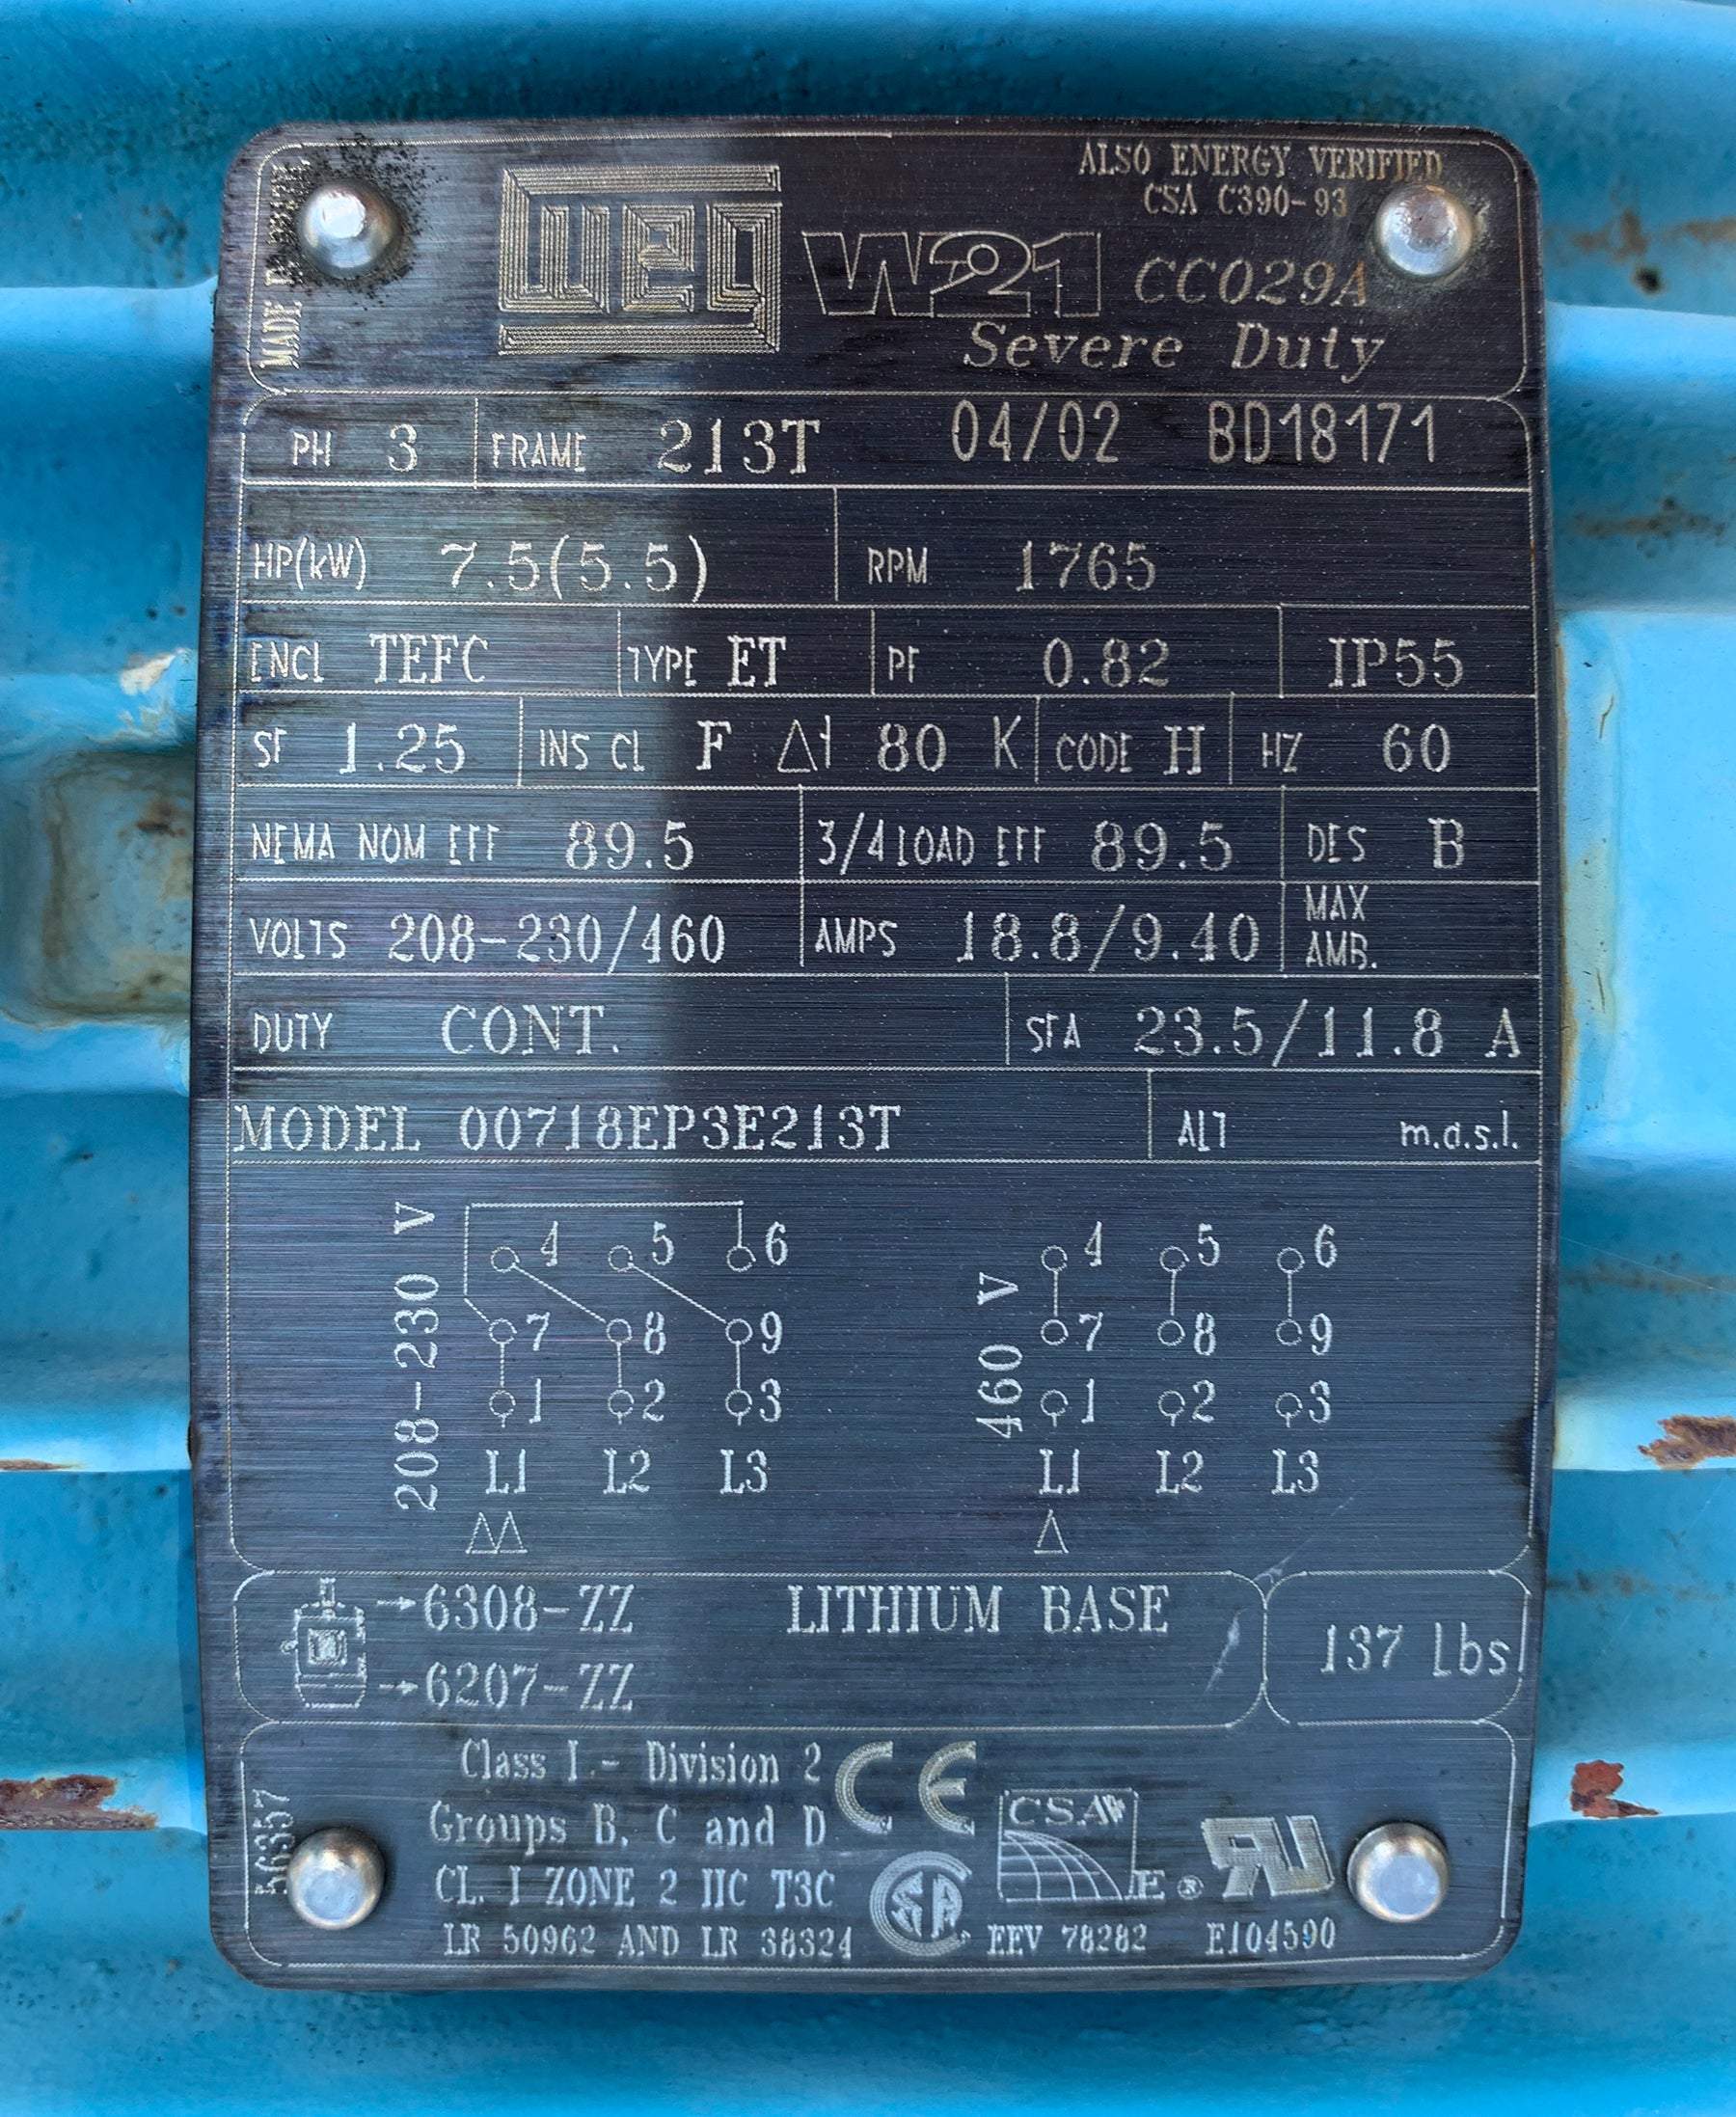 ALSO ENERGY VERIFIED
CSA C390-93
WEG W21 CC029A
Severe Duty
MADE
PH 3 FRAME 213T 04/02 BD18171
HP(kW) 7.5(5.5) RPM 1765
ENCL TEFC TYPE ET PF 0.82 IP55
SF 1.25 INS CL F Δt 80 K CODE H HZ 60
NEMA NOM EFF 89.5 3/4 LOAD EFF 89.5 DES B
VOLTS 208-230/460 AMPS 18.8/9.40 MAX AMB.
DUTY CONT. SFA 23.5/11.8 A
MODEL 00718EP3E213T ALT m.a.s.l.
208-230 V 460 V
4 5 6 4 5 6
7 8 9 7 8 9
1 2 3 1 2 3
L1 L2 L3 L1 L2 L3
ΔΔ Δ
→6308-ZZ LITHIUM BASE
→6207-ZZ
137 Lbs
Class I - Division 2 CE
Groups B, C and D CSA
CL. I ZONE 2 IIC T3C SA E® RU
LR 50962 AND LR 38324 EEV 78282 E104590